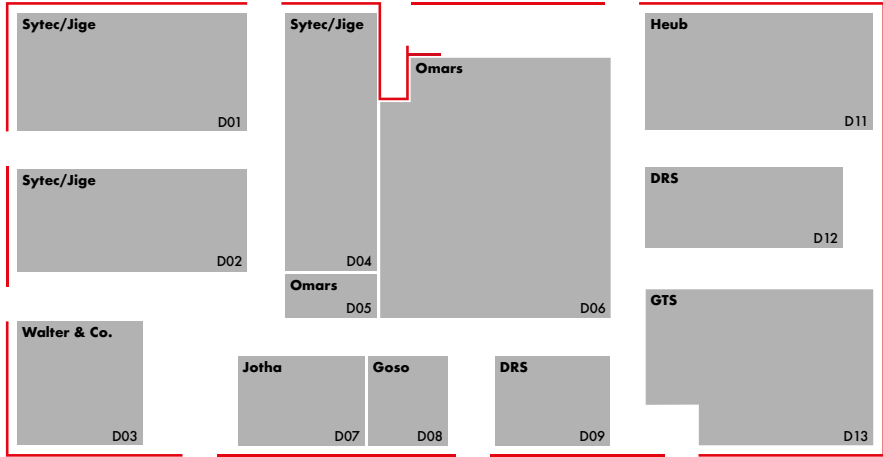 Sytec/Jige
D01
Sytec/Jige
D02
Walter & Co.
D03
Sytec/Jige
D04
Omars
D05
Omars
D06
Jotha
D07
Goso
D08
DRS
D09
Heub
D11
DRS
D12
GTS
D13